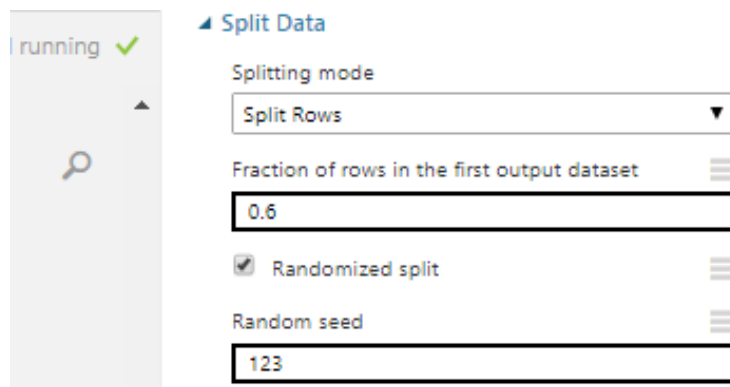 running
Split Data
Splitting mode
Split Rows
Fraction of rows in the first output dataset
0.6
Randomized split
Random seed
123